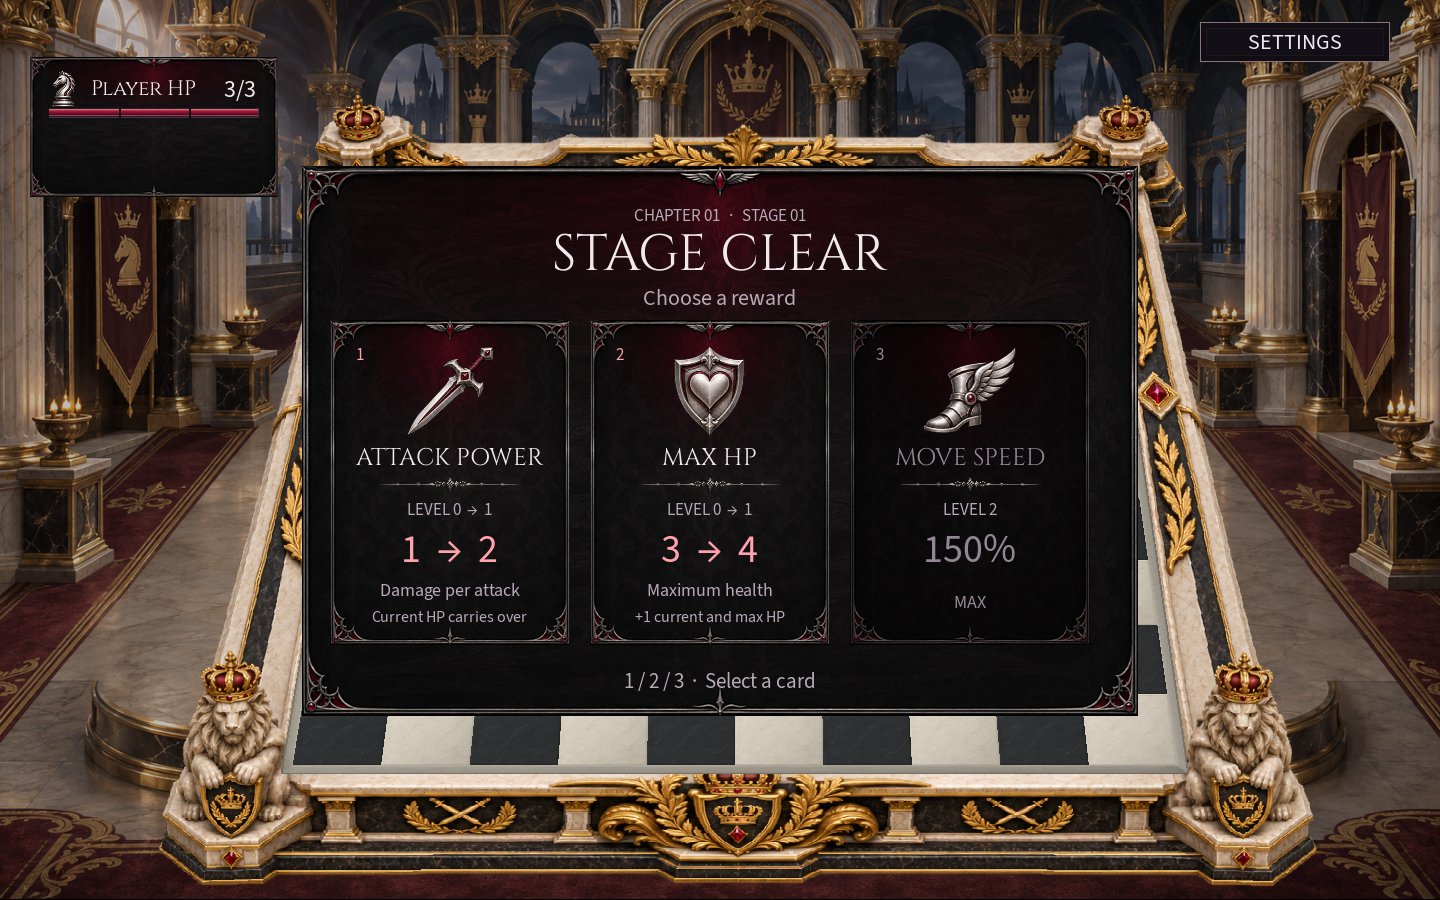 Player HP 3/3
SETTINGS
CHAPTER 01 · STAGE 01
STAGE CLEAR
Choose a reward
1
ATTACK POWER
LEVEL 0 → 1
1 → 2
Damage per attack
Current HP carries over
2
MAX HP
LEVEL 0 → 1
3 → 4
Maximum health
+1 current and max HP
3
MOVE SPEED
LEVEL 2
150%
MAX
1 / 2 / 3 · Select a card